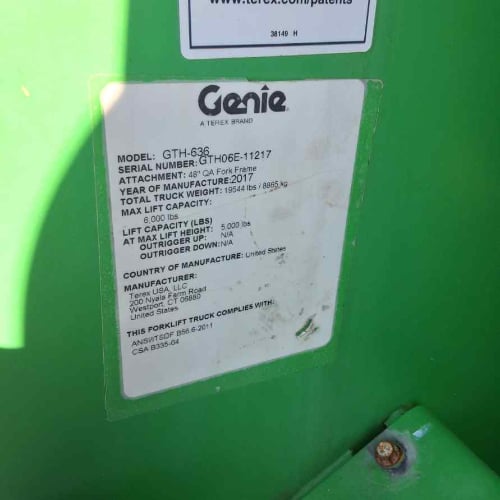 www.terex.com/patents
38149 H
Genie
A TEREX BRAND
MODEL: GTH-636
SERIAL NUMBER: GTH06E-11217
ATTACHMENT: 48" QA Fork Frame
YEAR OF MANUFACTURE: 2017
TOTAL TRUCK WEIGHT: 19544 lbs / 8865 kg
MAX LIFT CAPACITY:
6,000 lbs
LIFT CAPACITY (LBS)
AT MAX LIFT HEIGHT: 5,000 lbs
OUTRIGGER UP: N/A
OUTRIGGER DOWN: N/A
COUNTRY OF MANUFACTURE: United States
MANUFACTURER:
Terex USA, LLC
200 Nyala Farm Road
Westport, CT 06880
United States
THIS FORKLIFT TRUCK COMPLIES WITH:
ANSI/ITSDF B56.6-2011
CSA B335-04